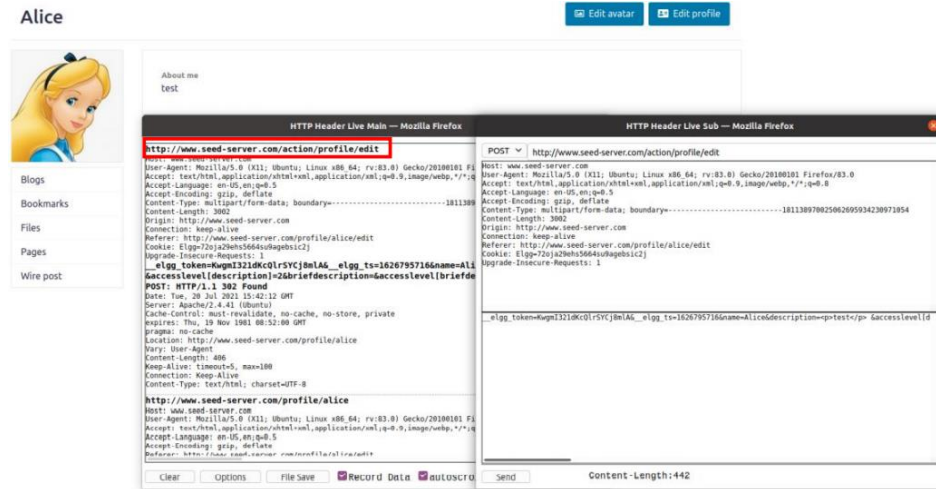 Alice
Edit avatar
Edit profile
About me
test
Blogs
Bookmarks
Files
Pages
Wire post
HTTP Header Live Main — Mozilla Firefox
http://www.seed-server.com/action/profile/edit
Host: www.seed-server.com
User-Agent: Mozilla/5.0 (X11; Ubuntu; Linux x86_64; rv:83.0) Gecko/20100101 Fi
Accept: text/html,application/xhtml+xml,application/xml;q=0.9,image/webp,*/*;q
Accept-Language: en-US,en;q=0.5
Accept-Encoding: gzip, deflate
Content-Type: multipart/form-data; boundary=---------------------------1811389
Content-Length: 3002
Origin: http://www.seed-server.com
Connection: keep-alive
Referer: http://www.seed-server.com/profile/alice/edit
Cookie: Elgg=72oja29ehs5664su9agebsic2j
Upgrade-Insecure-Requests: 1
__elgg_token=KwgmI321dKcQlrSYCj8mlA&__elgg_ts=1626795716&name=Ali
&accesslevel[description]=2&briefdescription=&accesslevel[briefde
POST: HTTP/1.1 302 Found
Date: Tue, 20 Jul 2021 15:42:12 GMT
Server: Apache/2.4.41 (Ubuntu)
Cache-Control: must-revalidate, no-cache, no-store, private
expires: Thu, 19 Nov 1981 08:52:00 GMT
pragma: no-cache
Location: http://www.seed-server.com/profile/alice
Vary: User-Agent
Content-Length: 406
Keep-Alive: timeout=5, max=100
Connection: Keep-Alive
Content-Type: text/html; charset=UTF-8
http://www.seed-server.com/profile/alice
Host: www.seed-server.com
User-Agent: Mozilla/5.0 (X11; Ubuntu; Linux x86_64; rv:83.0) Gecko/20100101 Fi
Accept: text/html,application/xhtml+xml,application/xml;q=0.9,image/webp,*/*;q
Accept-Language: en-US,en;q=0.5
Accept-Encoding: gzip, deflate
Referer: http://www.seed-server.com/profile/alice/edit
Clear
Options
File Save
Record Data
autoscro
HTTP Header Live Sub — Mozilla Firefox
POST
http://www.seed-server.com/action/profile/edit
Host: www.seed-server.com
User-Agent: Mozilla/5.0 (X11; Ubuntu; Linux x86_64; rv:83.0) Gecko/20100101 Firefox/83.0
Accept: text/html,application/xhtml+xml,application/xml;q=0.9,image/webp,*/*;q=0.8
Accept-Language: en-US,en;q=0.5
Accept-Encoding: gzip, deflate
Content-Type: multipart/form-data; boundary=---------------------------18113897002506269593423097​1054
Content-Length: 3002
Origin: http://www.seed-server.com
Connection: keep-alive
Referer: http://www.seed-server.com/profile/alice/edit
Cookie: Elgg=72oja29ehs5664su9agebsic2j
Upgrade-Insecure-Requests: 1
__elgg_token=KwgmI321dKcQlrSYCj8mlA&__elgg_ts=1626795716&name=Alice&description=<p>test</p> &accesslevel[d
Send
Content-Length:442